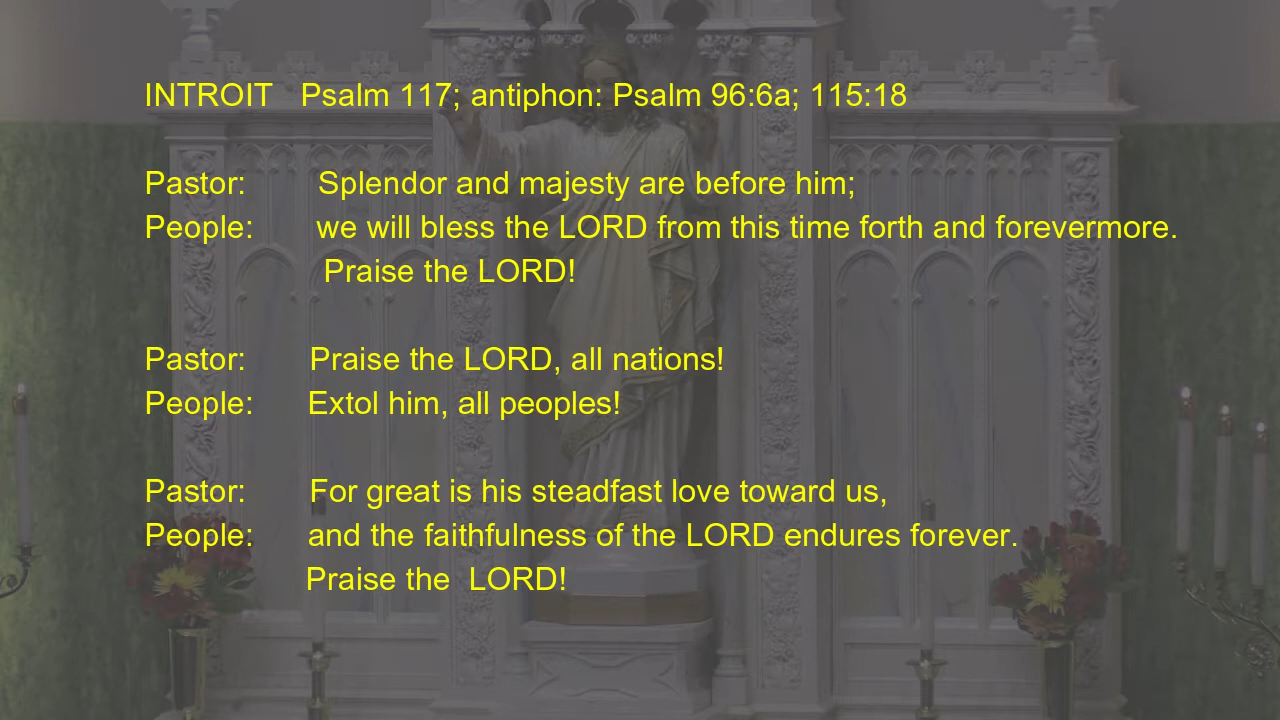 INTROIT Psalm 117; antiphon: Psalm 96:6a; 115:18
Pastor: Splendor and majesty are before him;
People: we will bless the LORD from this time forth and forevermore.
Praise the LORD!
Pastor: Praise the LORD, all nations!
People: Extol him, all peoples!
Pastor: For great is his steadfast love toward us,
People: and the faithfulness of the LORD endures forever.
Praise the LORD!